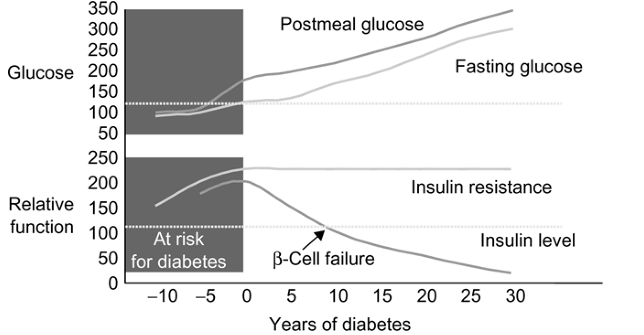 350
300
250
200
150
100
50
Glucose
Postmeal glucose
Fasting glucose
250
200
150
100
50
0
Relative
function
Insulin resistance
Insulin level
At risk
for diabetes
β-Cell failure
−10 −5 0 5 10 15 20 25 30
Years of diabetes